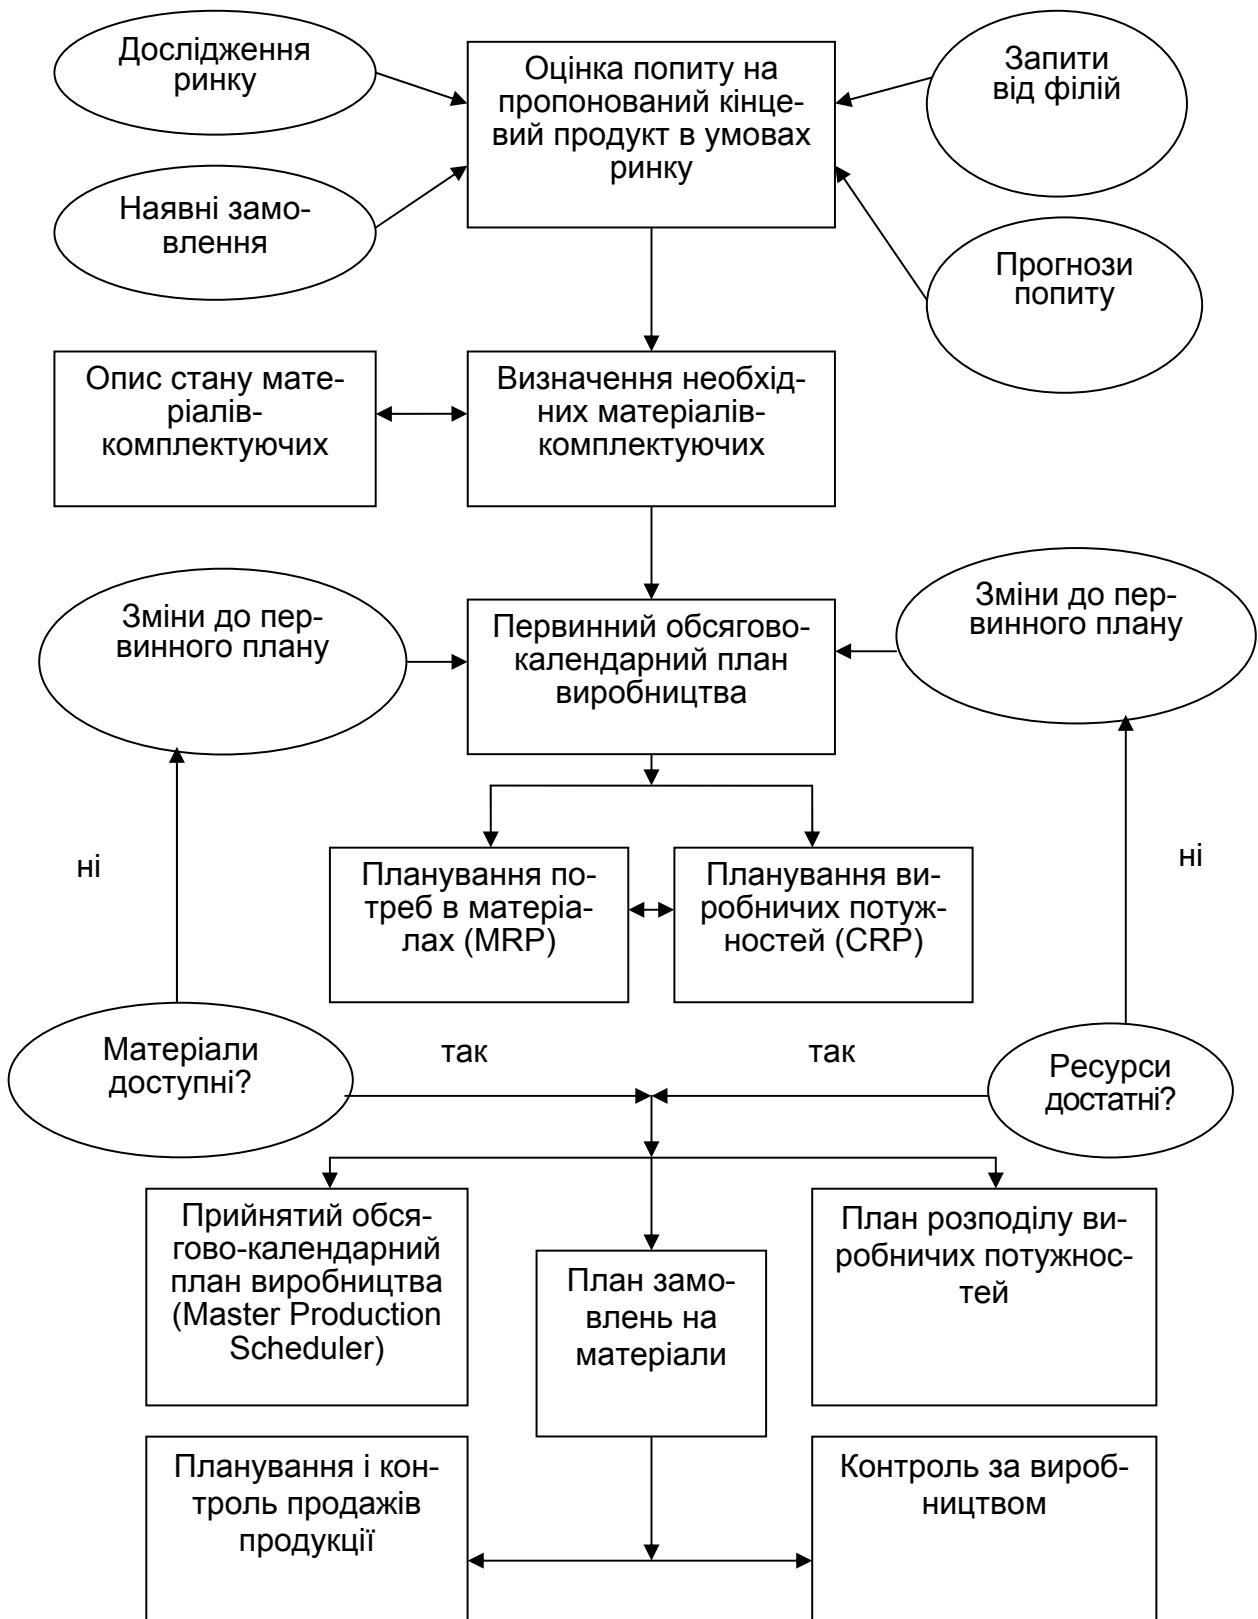 Дослідження
ринку
Оцінка попиту на
пропонований кінце-
вий продукт в умовах
ринку
Запити
від філій
Наявні замо-
влення
Прогнози
попиту
Опис стану мате-
ріалів-
комплектуючих
Визначення необхід-
них матеріалів-
комплектуючих
Зміни до пер-
винного плану
Первинний обсягово-
календарний план
виробництва
Зміни до пер-
винного плану
ні
ні
Планування по-
треб в матеріа-
лах (MRP)
Планування ви-
робничих потуж-
ностей (CRP)
Матеріали
доступні?
так
так
Ресурси
достатні?
Прийнятий обся-
гово-календарний
план виробництва
(Master Production
Scheduler)
План замо-
влень на
матеріали
План розподілу ви-
робничих потужнос-
тей
Планування і кон-
троль продажів
продукції
Контроль за вироб-
ництвом